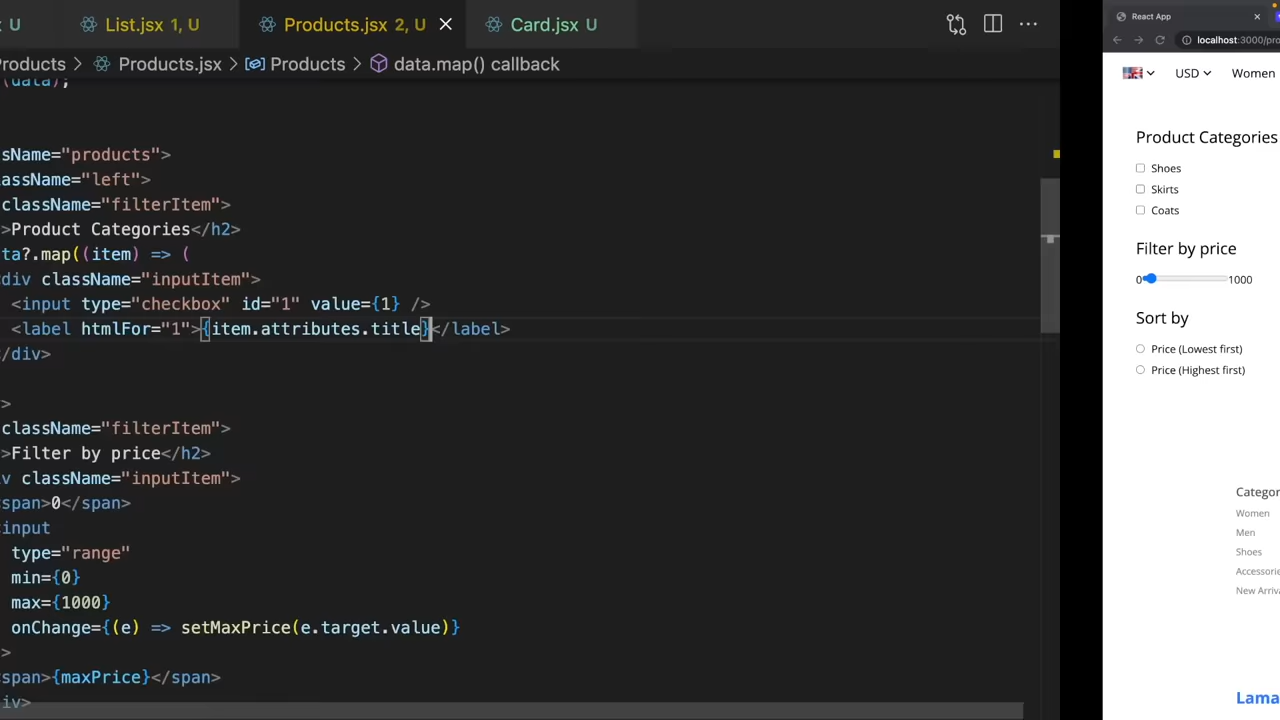 U
List.jsx 1, U
Products.jsx 2, U
Card.jsx U
roducts > Products.jsx > Products > data.map() callback
(data);
sName="products">
assName="left">
className="filterItem">
>Product Categories</h2>
ta?.map((item) => (
div className="inputItem">
<input type="checkbox" id="1" value={1} />
<label htmlFor="1">{item.attributes.title}</label>
/div>
>
className="filterItem">
>Filter by price</h2>
v className="inputItem">
span>0</span>
input
type="range"
min={0}
max={1000}
onChange={(e) => setMaxPrice(e.target.value)}
>
span>{maxPrice}</span>
iv>
React App
localhost:3000/pro
USD
Women
Product Categories
Shoes
Skirts
Coats
Filter by price
0 1000
Sort by
Price (Lowest first)
Price (Highest first)
Categor
Women
Men
Shoes
Accessorie
New Arriva
Lama